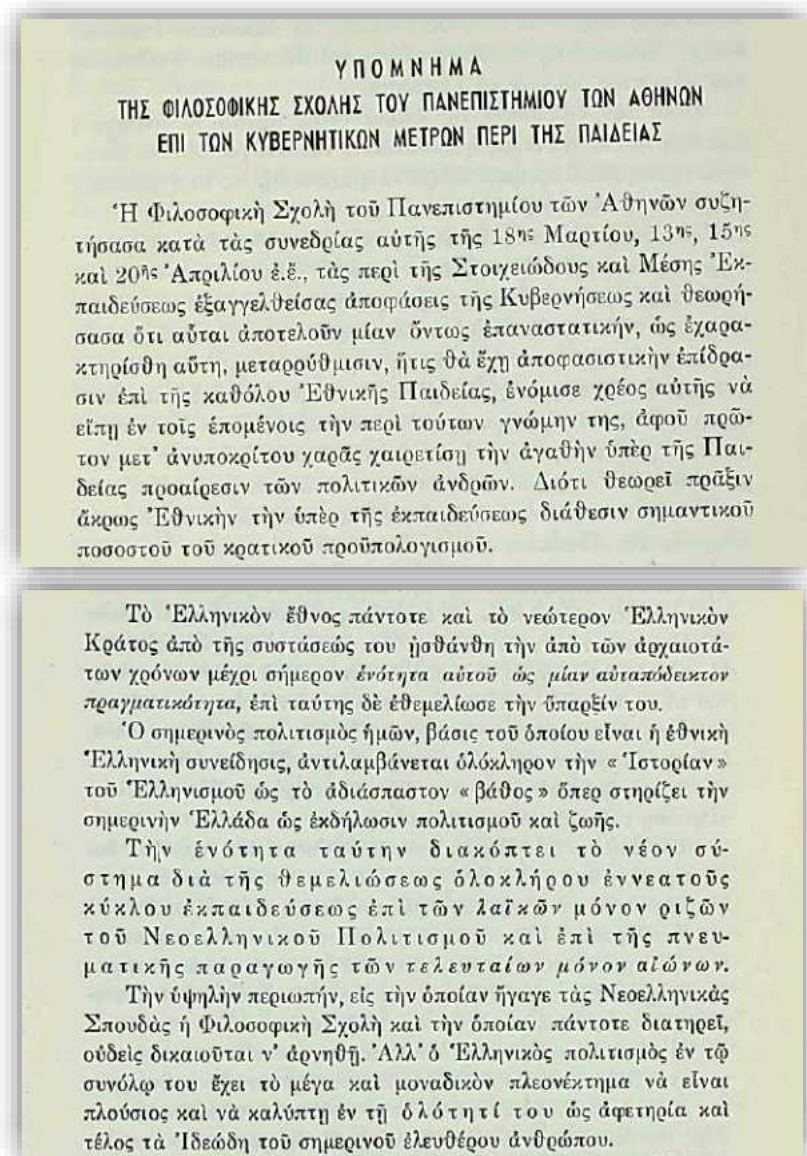 ΥΠΟΜΝΗΜΑ
ΤΗΣ ΦΙΛΟΣΟΦΙΚΗΣ ΣΧΟΛΗΣ ΤΟΥ ΠΑΝΕΠΙΣΤΗΜΙΟΥ ΤΩΝ ΑΘΗΝΩΝ
ΕΠΙ ΤΩΝ ΚΥΒΕΡΝΗΤΙΚΩΝ ΜΕΤΡΩΝ ΠΕΡΙ ΤΗΣ ΠΑΙΔΕΙΑΣ
Ἡ Φιλοσοφικὴ Σχολὴ τοῦ Πανεπιστημίου τῶν Ἀθηνῶν συζη-
τήσασα κατὰ τὰς συνεδρίας αὑτῆς τῆς 18ης Μαρτίου, 13ης, 15ης
καὶ 20ῆς Ἀπριλίου ἐ.ἔ., τὰς περὶ τῆς Στοιχειώδους καὶ Μέσης Ἐκ-
παιδεύσεως ἐξαγγελθείσας ἀποφάσεις τῆς Κυβερνήσεως καὶ θεωρή-
σασα ὅτι αὗται ἀποτελοῦν μίαν ὄντως ἐπαναστατικήν, ὡς ἐχαρα-
κτηρίσθη αὕτη, μεταρρύθμισιν, ἥτις θὰ ἔχῃ ἀποφασιστικὴν ἐπίδρα-
σιν ἐπὶ τῆς καθόλου Ἐθνικῆς Παιδείας, ἐνόμισε χρέος αὑτῆς νὰ
εἴπῃ ἐν τοῖς ἑπομένοις τὴν περὶ τούτων γνώμην της, ἀφοῦ πρῶ-
τον μετ' ἀνυποκρίτου χαρᾶς χαιρετίσῃ τὴν ἀγαθὴν ὑπὲρ τῆς Παι-
δείας προαίρεσιν τῶν πολιτικῶν ἀνδρῶν. Διότι θεωρεῖ πρᾶξιν
ἄκρως Ἐθνικὴν τὴν ὑπὲρ τῆς ἐκπαιδεύσεως διάθεσιν σημαντικοῦ
ποσοστοῦ τοῦ κρατικοῦ προϋπολογισμοῦ.
Τὸ Ἑλληνικὸν ἔθνος πάντοτε καὶ τὸ νεώτερον Ἑλληνικὸν
Κράτος ἀπὸ τῆς συστάσεώς του ᾐσθάνθη τὴν ἀπὸ τῶν ἀρχαιοτά-
των χρόνων μέχρι σήμερον ἑνότητα αὑτοῦ ὡς μίαν αὐταπόδεικτον
πραγματικότητα, ἐπὶ ταύτης δὲ ἐθεμελίωσε τὴν ὕπαρξίν του.
Ὁ σημερινὸς πολιτισμὸς ἡμῶν, βάσις τοῦ ὁποίου εἶναι ἡ ἐθνικὴ
Ἑλληνικὴ συνείδησις, ἀντιλαμβάνεται ὁλόκληρον τὴν «Ἱστορίαν»
τοῦ Ἑλληνισμοῦ ὡς τὸ ἀδιάσπαστον «βάθος» ὅπερ στηρίζει τὴν
σημερινὴν Ἑλλάδα ὡς ἐκδήλωσιν πολιτισμοῦ καὶ ζωῆς.
Τὴν ἑνότητα ταύτην διακόπτει τὸ νέον σύ-
στημα διὰ τῆς θεμελιώσεως ὁλοκλήρου ἐννεατοῦς
κύκλου ἐκπαιδεύσεως ἐπὶ τῶν λαϊκῶν μόνον ριζῶν
τοῦ Νεοελληνικοῦ Πολιτισμοῦ καὶ ἐπὶ τῆς πνευ-
ματικῆς παραγωγῆς τῶν τελευταίων μόνον αἰώνων.
Τὴν ὑψηλὴν περιωπήν, εἰς τὴν ὁποίαν ἤγαγε τὰς Νεοελληνικὰς
Σπουδὰς ἡ Φιλοσοφικὴ Σχολὴ καὶ τὴν ὁποίαν πάντοτε διατηρεῖ,
οὐδεὶς δικαιοῦται ν' ἀρνηθῇ. Ἀλλ' ὁ Ἑλληνικὸς πολιτισμὸς ἐν τῷ
συνόλῳ του ἔχει τὸ μέγα καὶ μοναδικὸν πλεονέκτημα νὰ εἶναι
πλούσιος καὶ νὰ καλύπτῃ ἐν τῇ ὁλότητί του ὡς ἀφετηρία καὶ
τέλος τὰ Ἰδεώδη τοῦ σημερινοῦ ἐλευθέρου ἀνθρώπου.